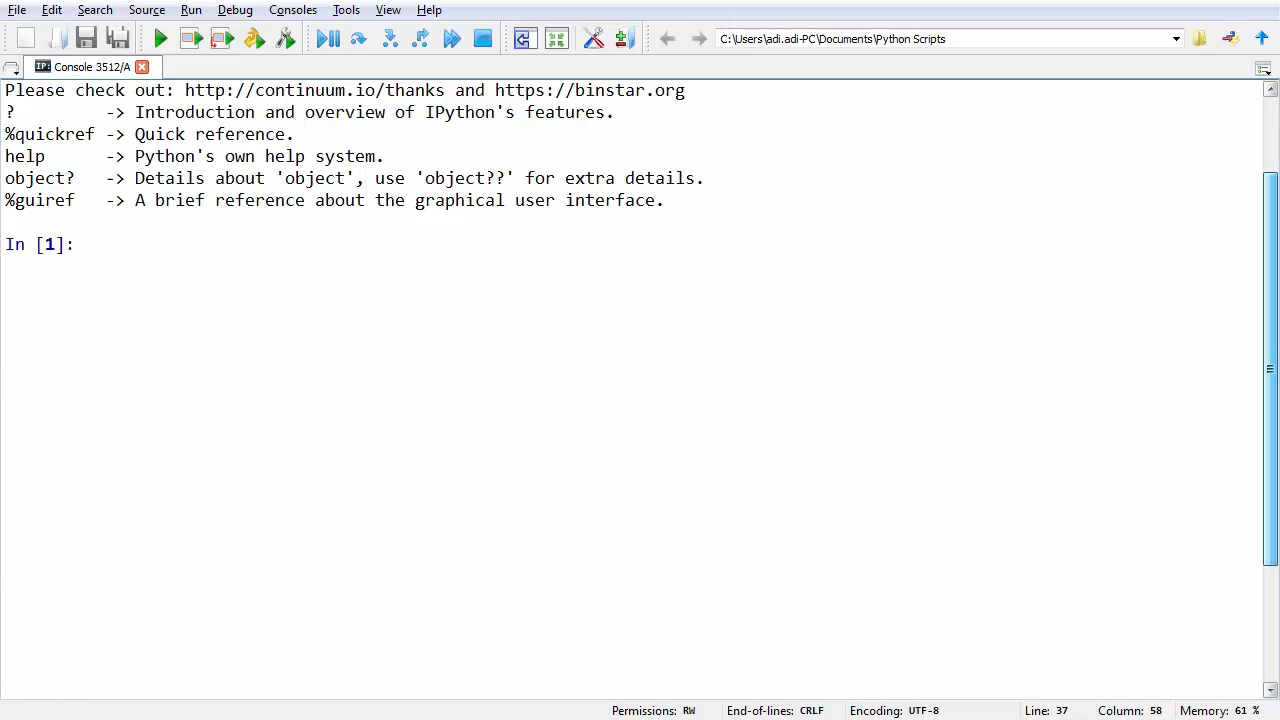 File Edit Search Source Run Debug Consoles Tools View Help
C:\Users\adi.adi-PC\Documents\Python Scripts
IP: Console 3512/A
Please check out: http://continuum.io/thanks and https://binstar.org
?         -> Introduction and overview of IPython's features.
%quickref -> Quick reference.
help      -> Python's own help system.
object?   -> Details about 'object', use 'object??' for extra details.
%guiref   -> A brief reference about the graphical user interface.
In [1]:
Permissions: RW End-of-lines: CRLF Encoding: UTF-8 Line: 37 Column: 58 Memory: 61 %